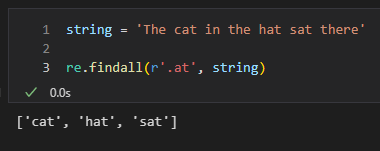 1 string = 'The cat in the hat sat there'
2
3 re.findall(r'.at', string)
0.0s
['cat', 'hat', 'sat']